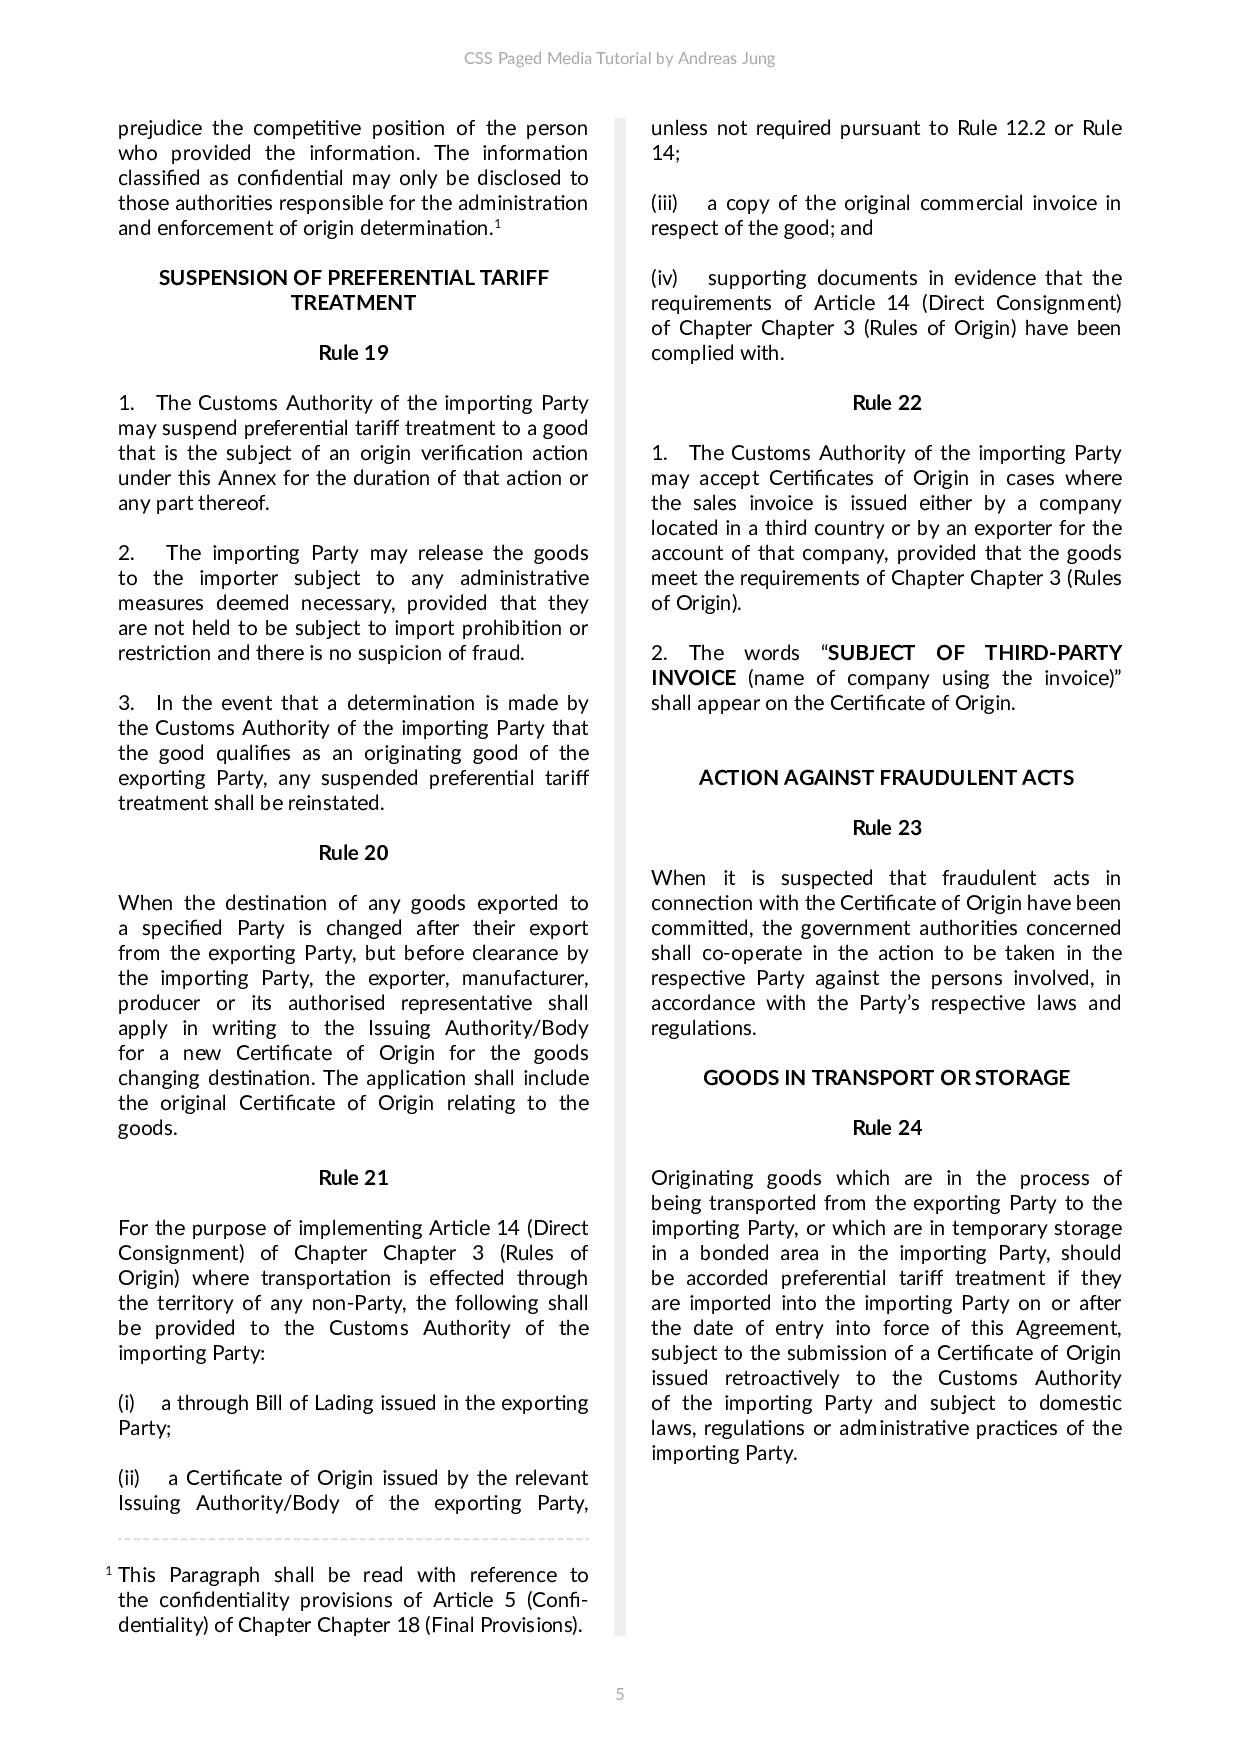 CSS Paged Media Tutorial by Andreas Jung
prejudice the competitive position of the person
who provided the information. The information
classified as confidential may only be disclosed to
those authorities responsible for the administration
and enforcement of origin determination.1
SUSPENSION OF PREFERENTIAL TARIFF
TREATMENT
Rule 19
1. The Customs Authority of the importing Party
may suspend preferential tariff treatment to a good
that is the subject of an origin verification action
under this Annex for the duration of that action or
any part thereof.
2. The importing Party may release the goods
to the importer subject to any administrative
measures deemed necessary, provided that they
are not held to be subject to import prohibition or
restriction and there is no suspicion of fraud.
3. In the event that a determination is made by
the Customs Authority of the importing Party that
the good qualifies as an originating good of the
exporting Party, any suspended preferential tariff
treatment shall be reinstated.
Rule 20
When the destination of any goods exported to
a specified Party is changed after their export
from the exporting Party, but before clearance by
the importing Party, the exporter, manufacturer,
producer or its authorised representative shall
apply in writing to the Issuing Authority/Body
for a new Certificate of Origin for the goods
changing destination. The application shall include
the original Certificate of Origin relating to the
goods.
Rule 21
For the purpose of implementing Article 14 (Direct
Consignment) of Chapter Chapter 3 (Rules of
Origin) where transportation is effected through
the territory of any non-Party, the following shall
be provided to the Customs Authority of the
importing Party:
(i) a through Bill of Lading issued in the exporting
Party;
(ii) a Certificate of Origin issued by the relevant
Issuing Authority/Body of the exporting Party,
1 This Paragraph shall be read with reference to
the confidentiality provisions of Article 5 (Confi-
dentiality) of Chapter Chapter 18 (Final Provisions).
unless not required pursuant to Rule 12.2 or Rule
14;
(iii) a copy of the original commercial invoice in
respect of the good; and
(iv) supporting documents in evidence that the
requirements of Article 14 (Direct Consignment)
of Chapter Chapter 3 (Rules of Origin) have been
complied with.
Rule 22
1. The Customs Authority of the importing Party
may accept Certificates of Origin in cases where
the sales invoice is issued either by a company
located in a third country or by an exporter for the
account of that company, provided that the goods
meet the requirements of Chapter Chapter 3 (Rules
of Origin).
2. The words “SUBJECT OF THIRD-PARTY
INVOICE (name of company using the invoice)”
shall appear on the Certificate of Origin.
ACTION AGAINST FRAUDULENT ACTS
Rule 23
When it is suspected that fraudulent acts in
connection with the Certificate of Origin have been
committed, the government authorities concerned
shall co-operate in the action to be taken in the
respective Party against the persons involved, in
accordance with the Party’s respective laws and
regulations.
GOODS IN TRANSPORT OR STORAGE
Rule 24
Originating goods which are in the process of
being transported from the exporting Party to the
importing Party, or which are in temporary storage
in a bonded area in the importing Party, should
be accorded preferential tariff treatment if they
are imported into the importing Party on or after
the date of entry into force of this Agreement,
subject to the submission of a Certificate of Origin
issued retroactively to the Customs Authority
of the importing Party and subject to domestic
laws, regulations or administrative practices of the
importing Party.
5